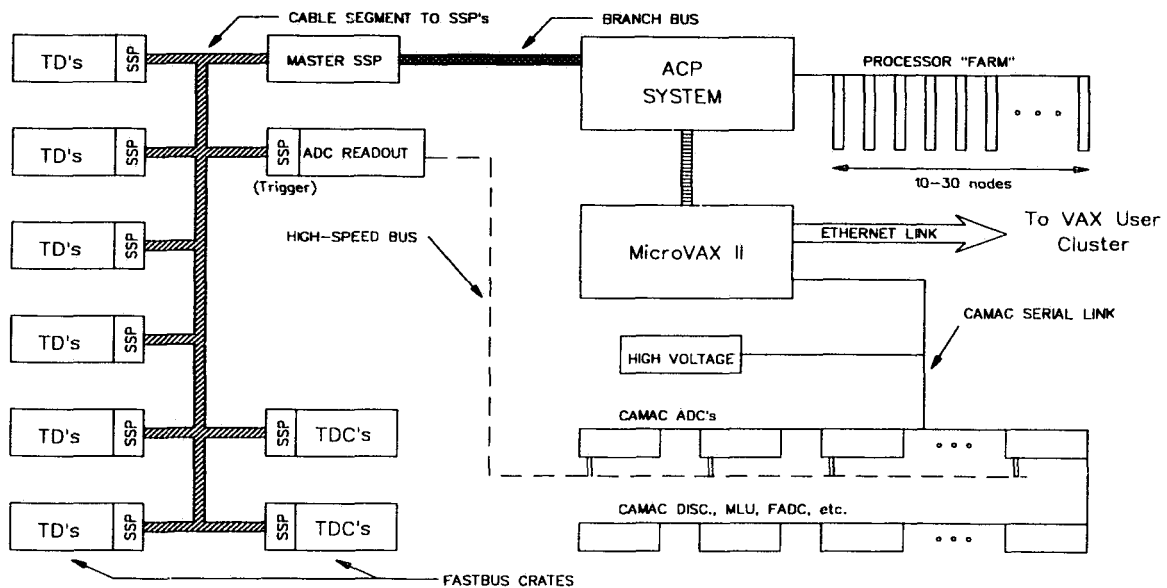 CABLE SEGMENT TO SSP's
BRANCH BUS
TD's SSP
MASTER SSP
ACP
SYSTEM
PROCESSOR "FARM"
10-30 nodes
TD's SSP
SSP ADC READOUT
(Trigger)
TD's SSP
HIGH-SPEED BUS
MicroVAX II
ETHERNET LINK
To VAX User
Cluster
TD's SSP
CAMAC SERIAL LINK
HIGH VOLTAGE
TD's SSP
SSP TDC's
CAMAC ADC's
TD's SSP
SSP TDC's
CAMAC DISC., MLU, FADC, etc.
FASTBUS CRATES